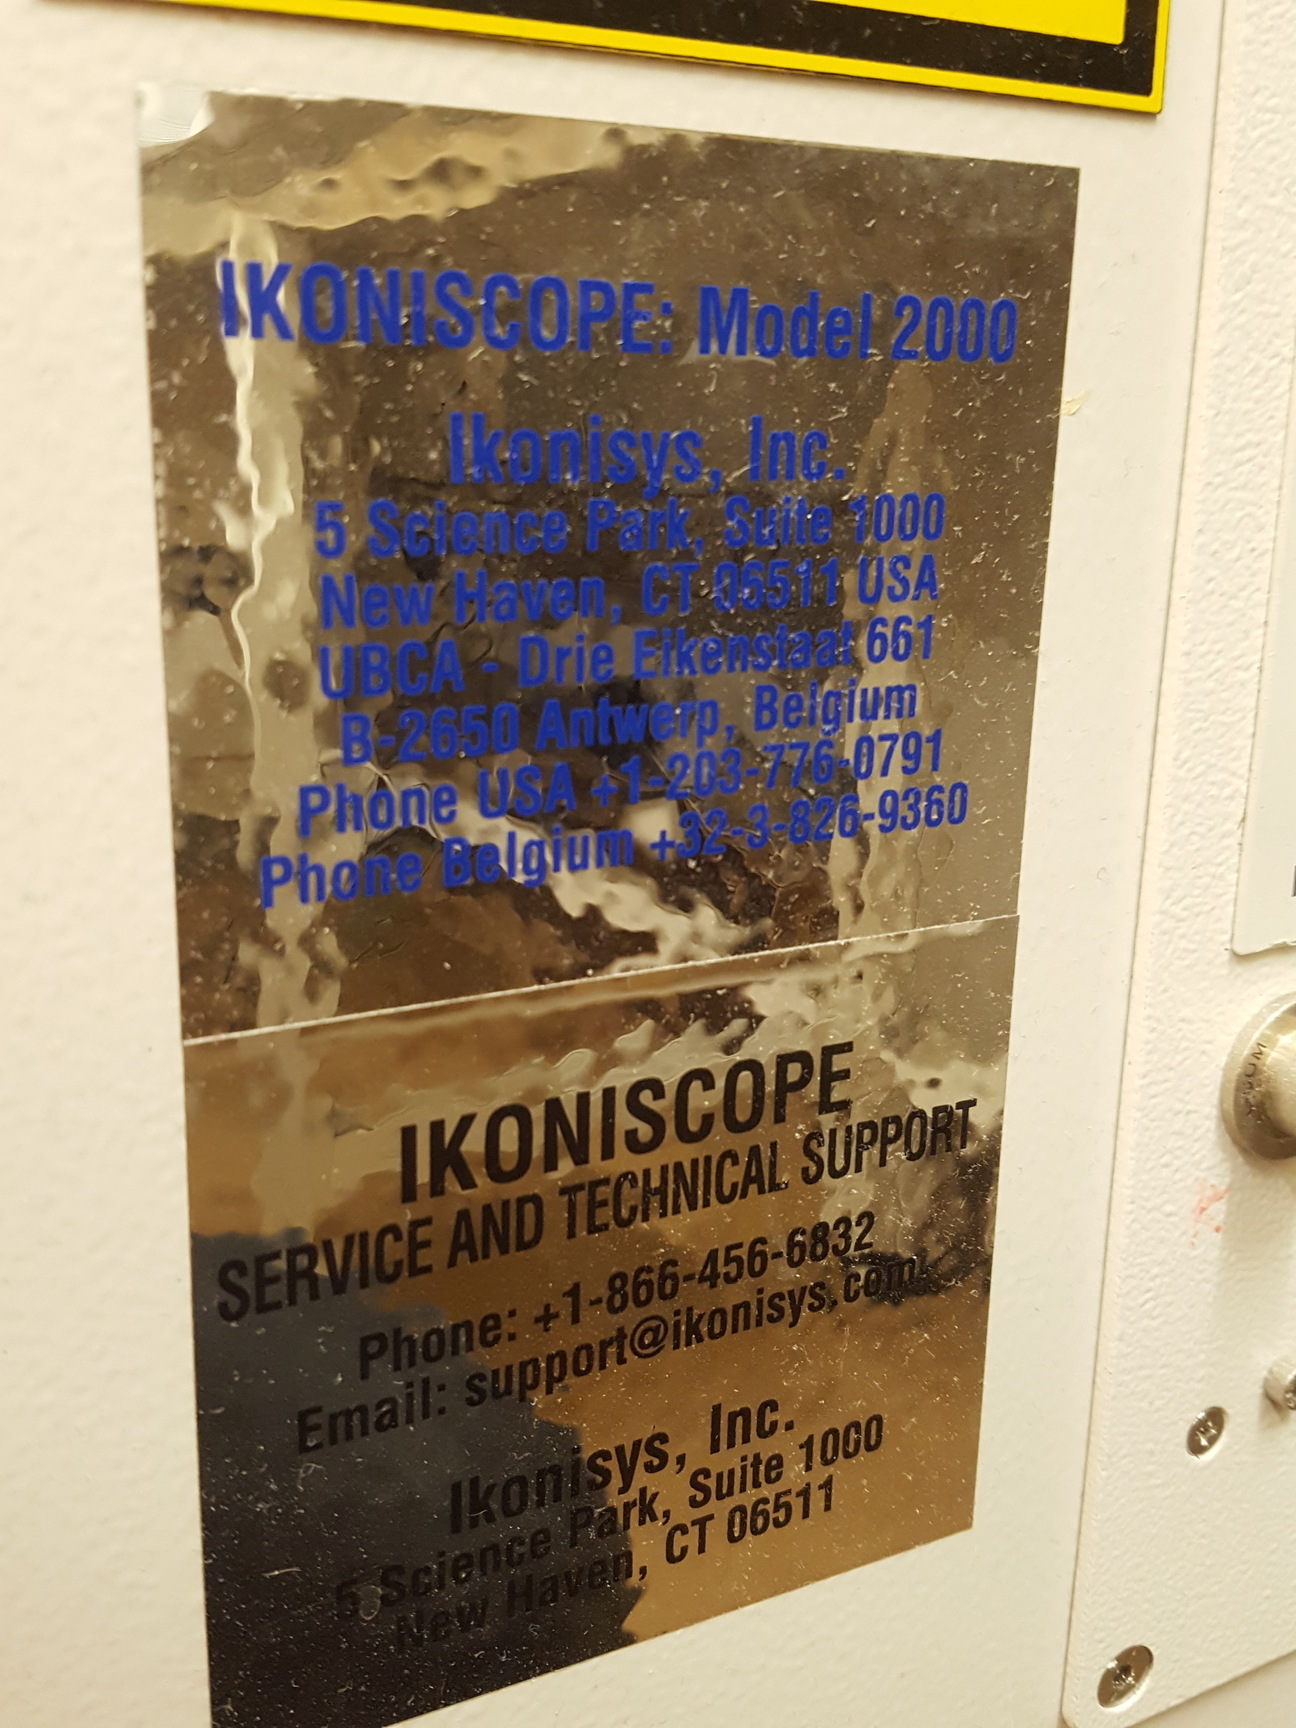 IKONISCOPE: Model 2000
Ikonisys, Inc.
5 Science Park, Suite 1000
New Haven, CT 06511 USA
UBCA - Drie Eikenstaat 661
B-2650 Antwerp, Belgium
Phone USA +1-203-776-0791
Phone Belgium +32-3-826-9360
IKONISCOPE
SERVICE AND TECHNICAL SUPPORT
Phone: +1-866-456-6832
Email: support@ikonisys.com
Ikonisys, Inc.
5 Science Park, Suite 1000
New Haven, CT 06511